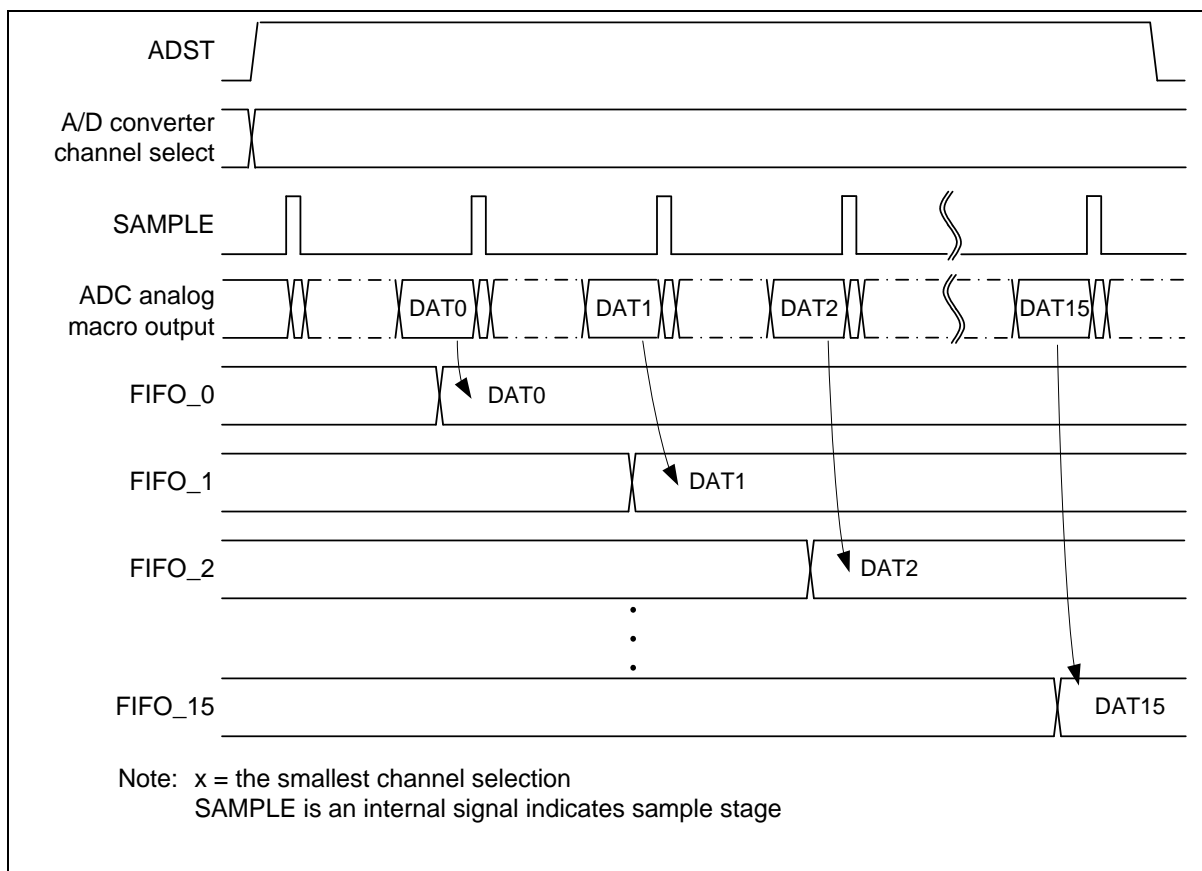 ADST
A/D converter
channel select
SAMPLE
ADC analog
macro output
DAT0
DAT1
DAT2
DAT15
FIFO_0
DAT0
FIFO_1
DAT1
FIFO_2
DAT2
FIFO_15
DAT15
Note: x = the smallest channel selection
SAMPLE is an internal signal indicates sample stage